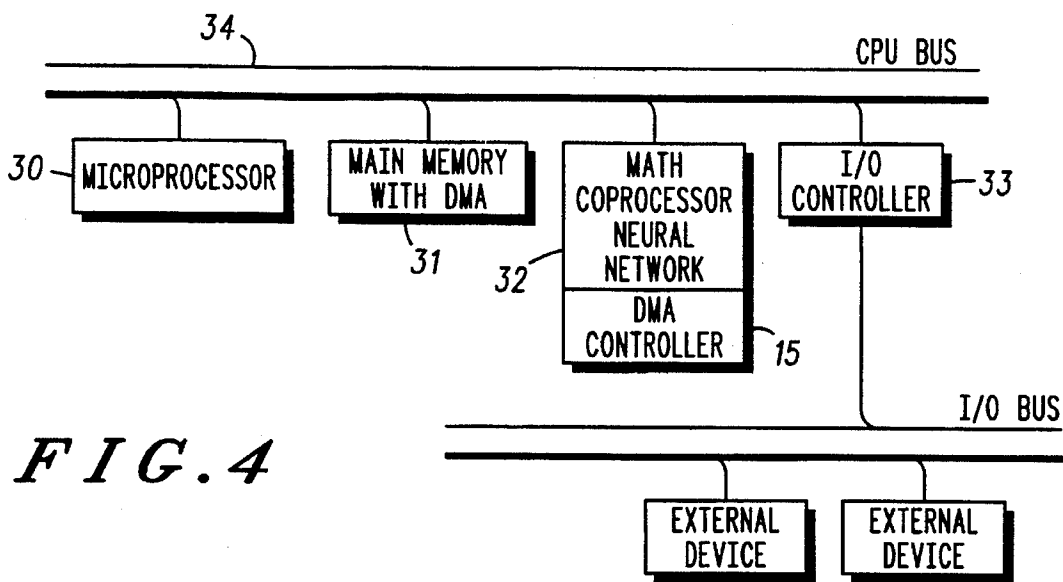 34
CPU BUS
30
MICROPROCESSOR
MAIN MEMORY
WITH DMA
31
MATH
COPROCESSOR
NEURAL
NETWORK
32
DMA
CONTROLLER
15
I/O
CONTROLLER
33
I/O BUS
FIG.4
EXTERNAL
DEVICE
EXTERNAL
DEVICE